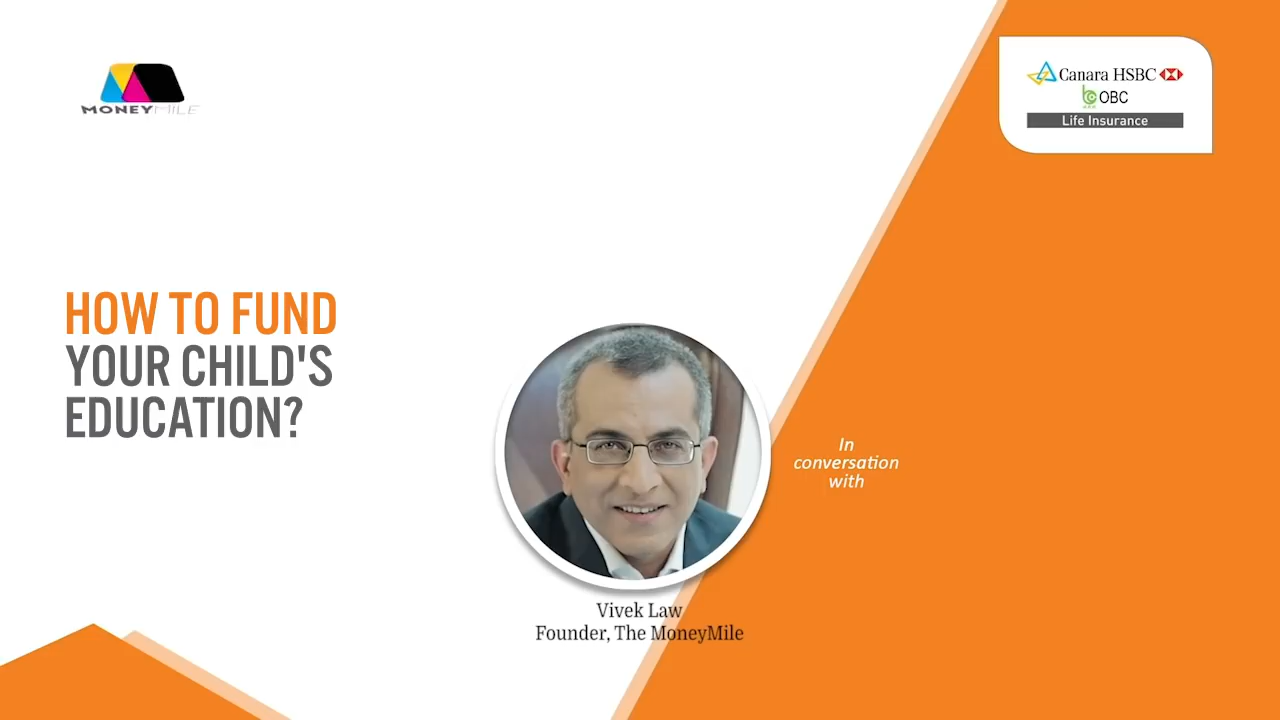 MONEYMILE
Canara HSBC
OBC
Life Insurance
HOW TO FUND
YOUR CHILD'S
EDUCATION?
In
conversation
with
Vivek Law
Founder, The MoneyMile